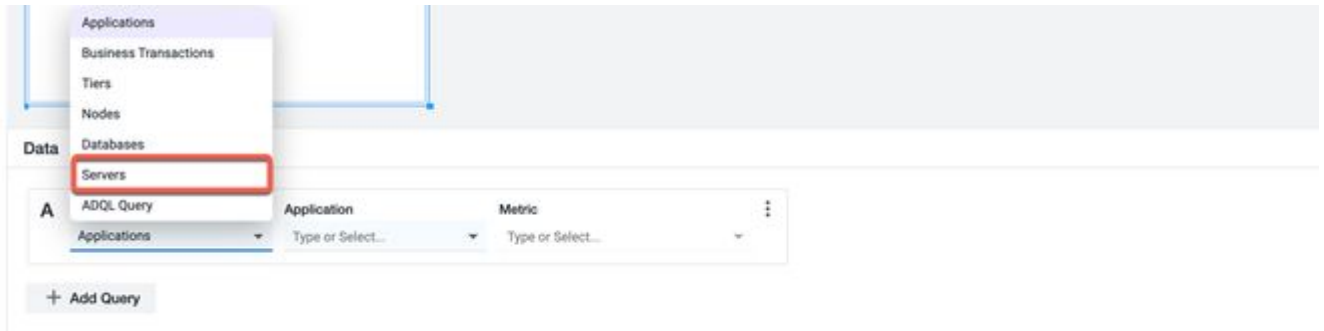 Applications
Business Transactions
Tiers
Nodes
Databases
Data
Servers
ADQL Query
A
Application
Metric
Applications
Type or Select...
Type or Select...
+ Add Query